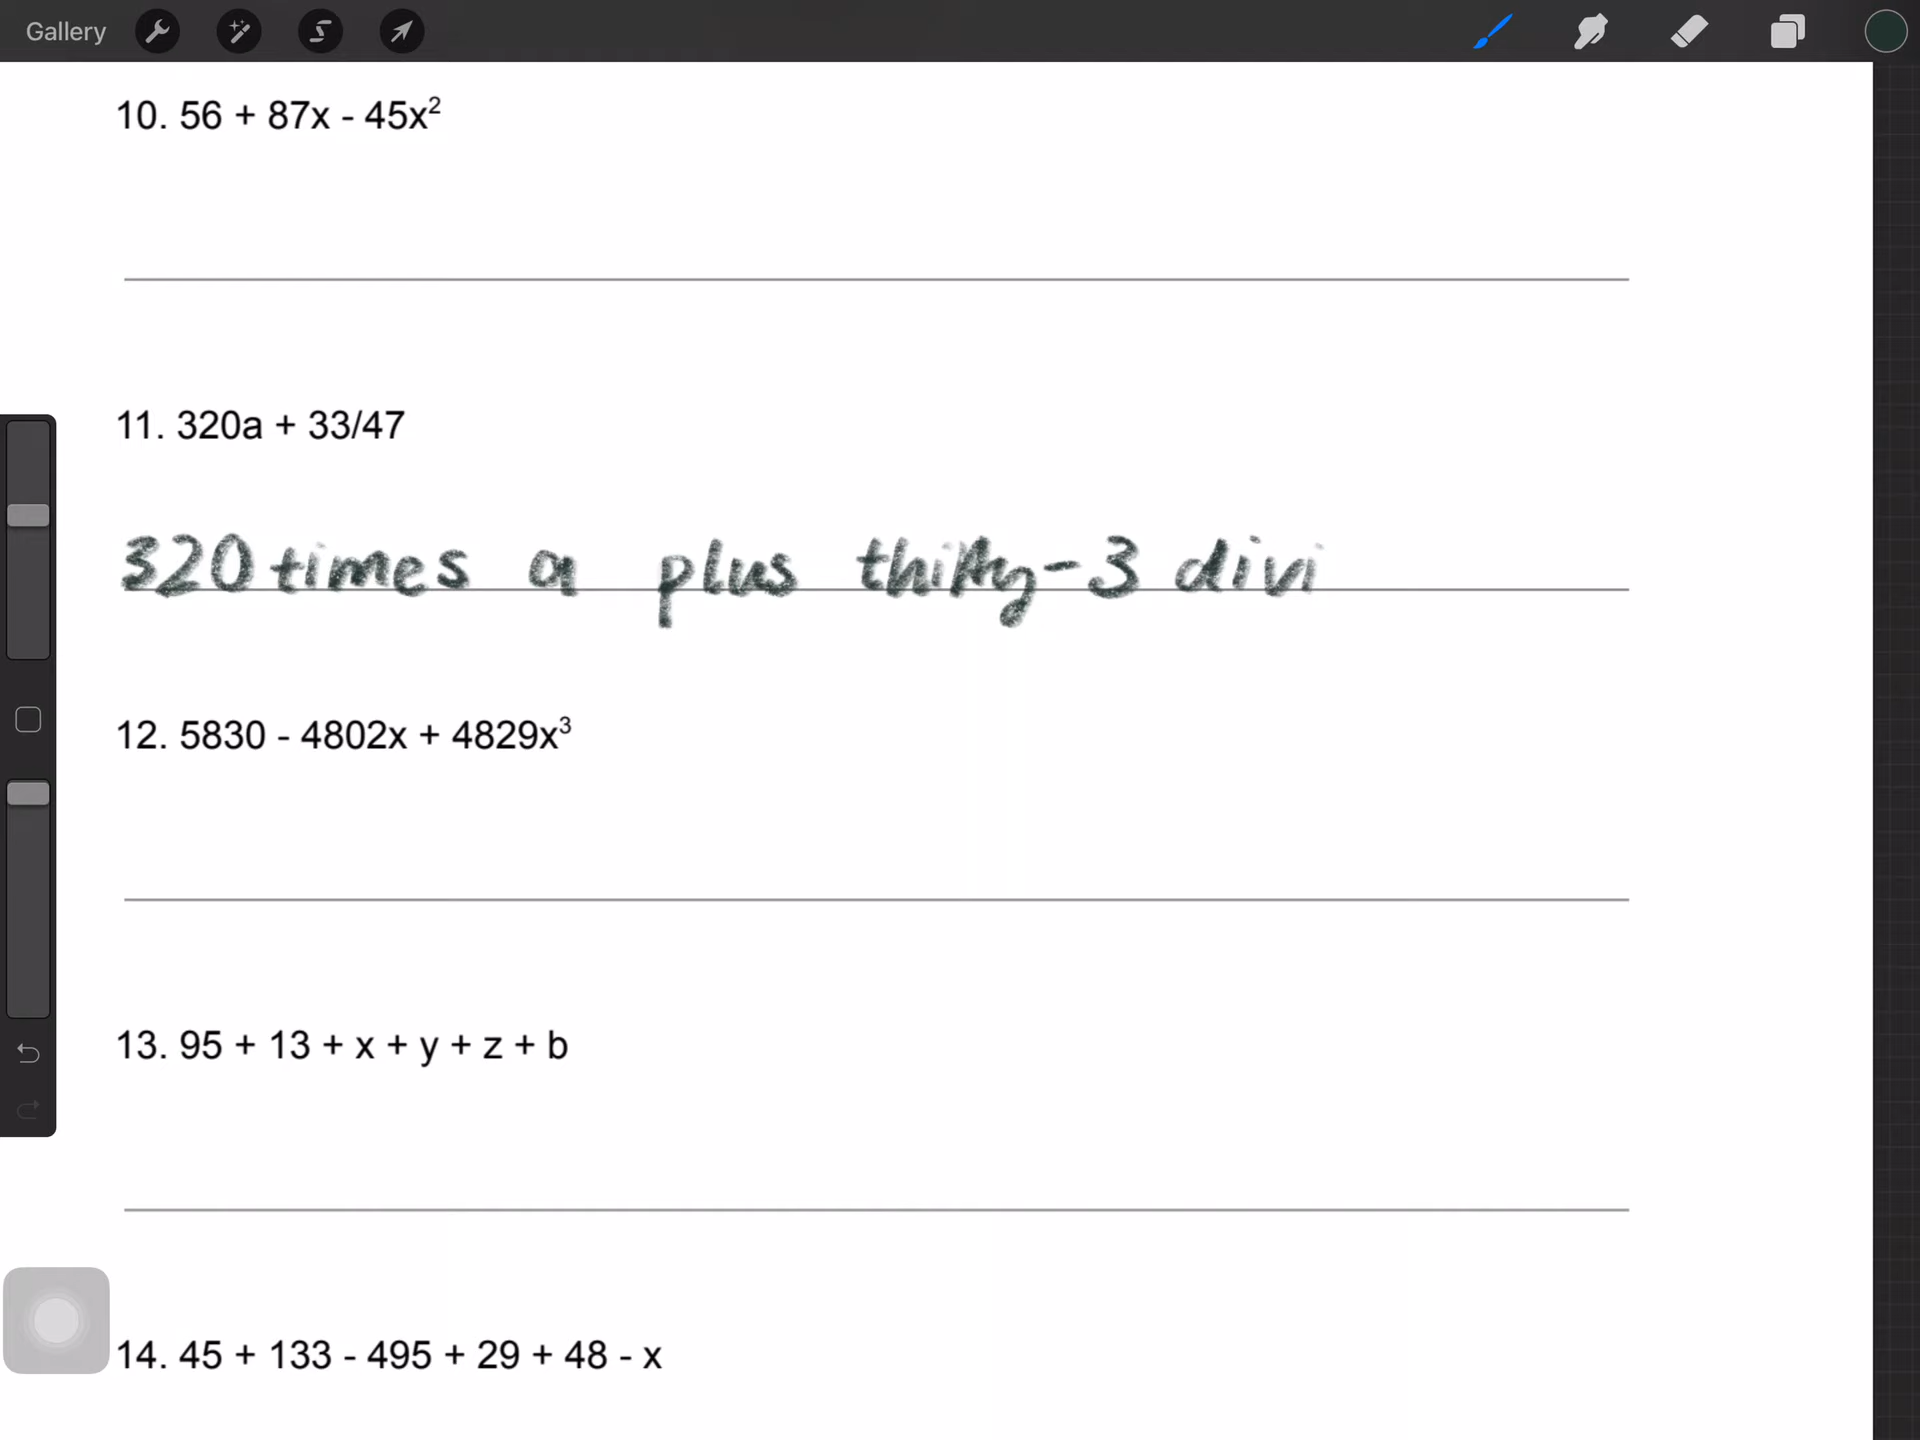 Gallery
10. 56 + 87x - 45x²
11. 320a + 33/47
320 times a plus thirty-3 divi
12. 5830 - 4802x + 4829x³
13. 95 + 13 + x + y + z + b
14. 45 + 133 - 495 + 29 + 48 - x